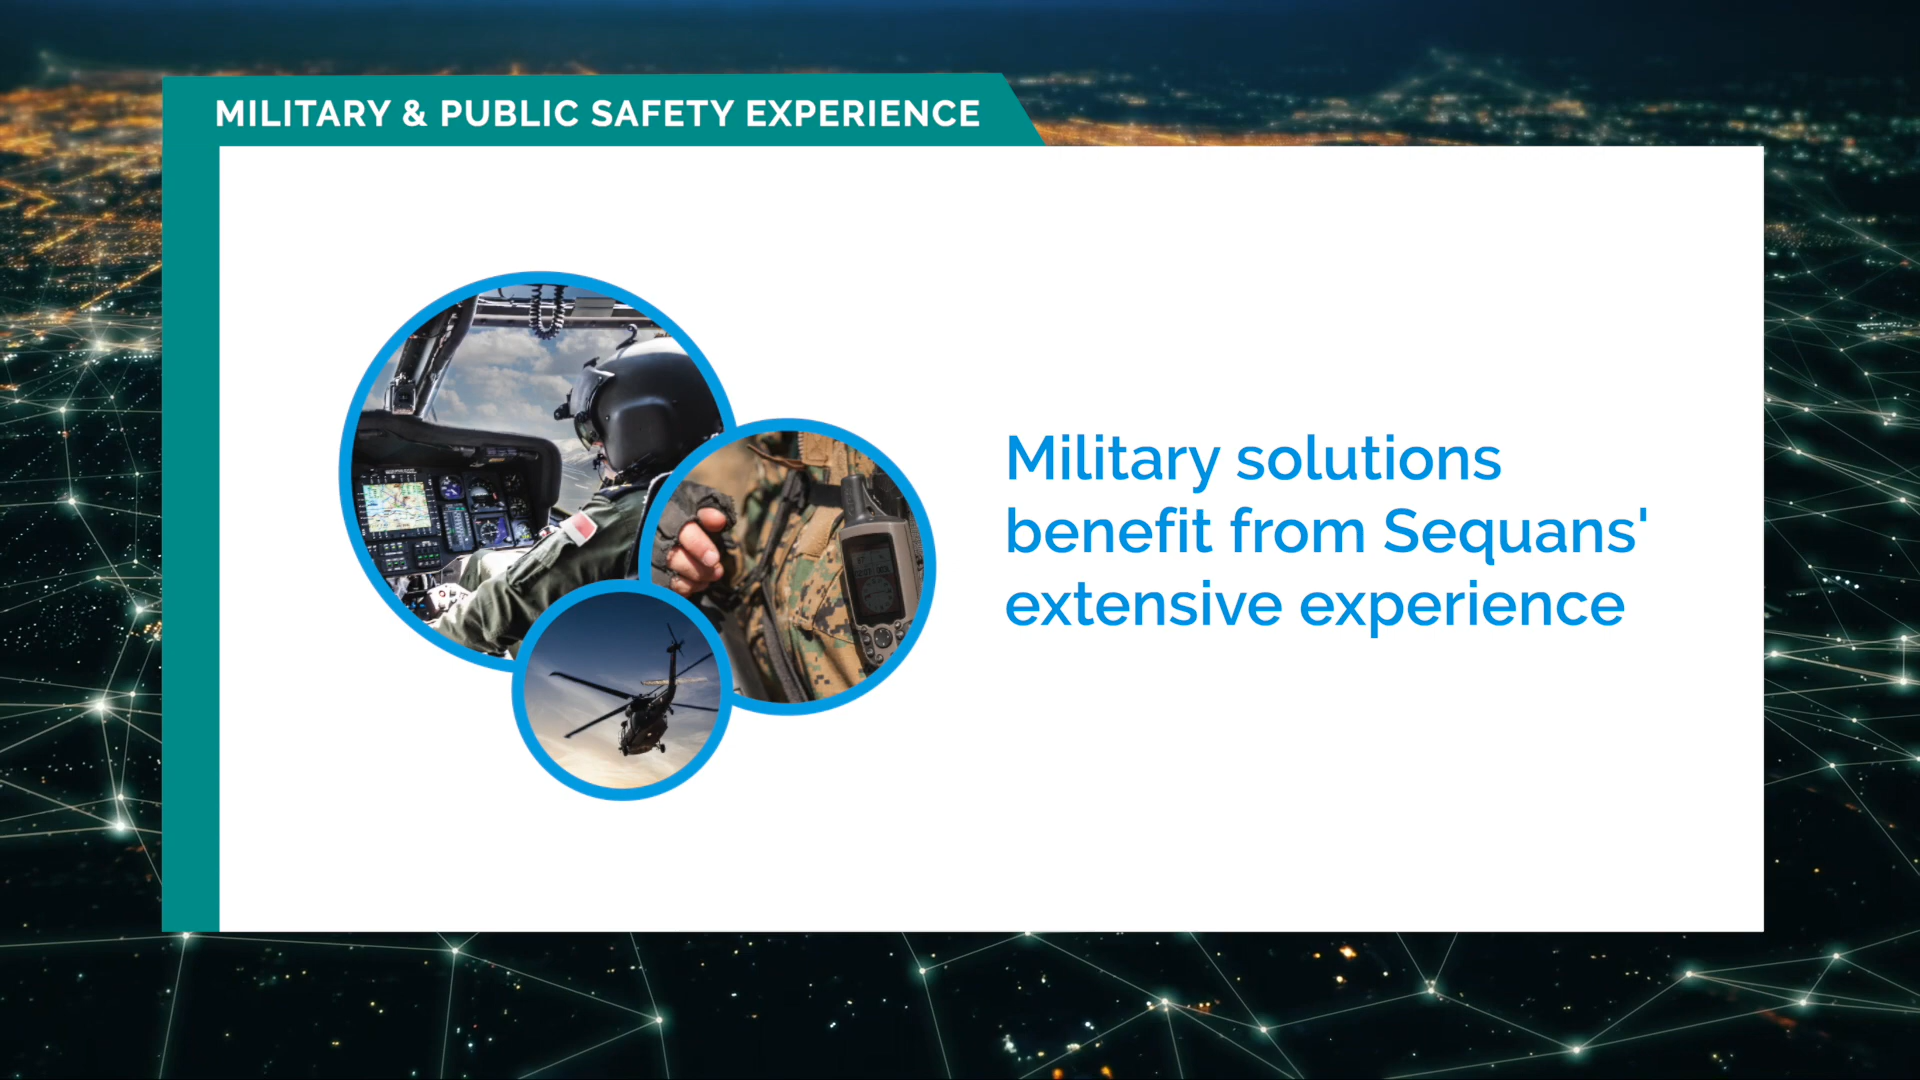 MILITARY & PUBLIC SAFETY EXPERIENCE
Military solutions
benefit from Sequans'
extensive experience